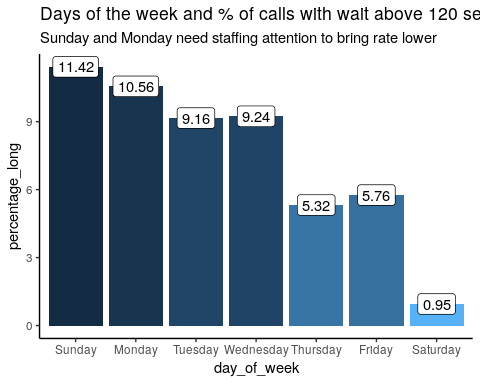 Days of the week and % of calls with wait above 120 se
Sunday and Monday need staffing attention to bring rate lower
11.42
10.56
9.16
9.24
5.32
5.76
0.95
9
6
3
0
percentage_long
Sunday Monday Tuesday Wednesday Thursday Friday Saturday
day_of_week